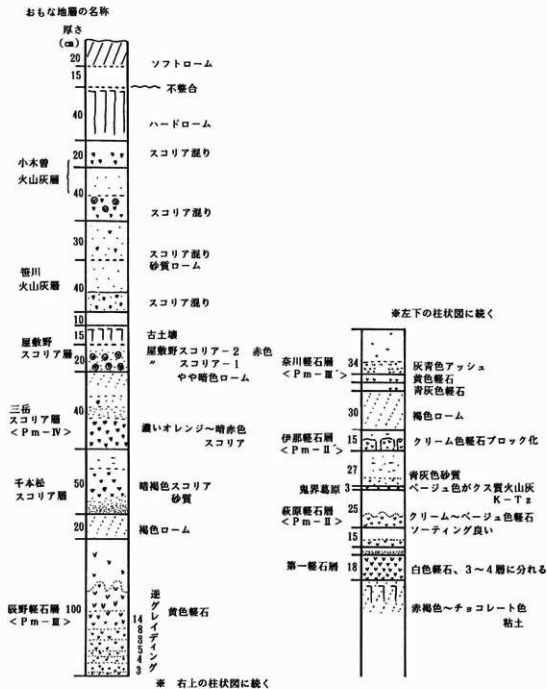 おもな地層の名称
厚さ
(㎝)
20 ソフトローム
15
不整合
40 ハードローム
小木曽
火山灰層
20 スコリア混り
40 スコリア混り
笹川
火山灰層
30 スコリア混り
砂質ローム
40 スコリア混り
10
15 古土壌
屋敷野
スコリア層
20 屋敷野スコリア-2 赤色
〃 スコリア-1
やや暗色ローム
三岳
スコリア層
<Pm-Ⅳ>
40 濃いオレンジ~暗赤色
スコリア
千本松
スコリア層
50 暗褐色スコリア
砂質
20 褐色ローム
辰野軽石層
<Pm-Ⅲ>
100 黄色軽石
逆グレイディング
14
8
8
5
4
3
※ 右上の柱状図に続く
※左下の柱状図に続く
奈川軽石層
<Pm-Ⅲ´>
34 灰青色アッシュ
黄色軽石
青灰色軽石
30 褐色ローム
伊那軽石層
<Pm-Ⅱ´>
15 クリーム色軽石ブロック化
27 青灰色砂質
鬼界葛原 3 ベージュ色がクス質火山灰
K-Tz
萩原軽石層
<Pm-Ⅱ>
25 クリーム~ベージュ色軽石
ソーティング良い
15
第一軽石層 18 白色軽石、3~4層に分れる
赤褐色~チョコレート色
粘土